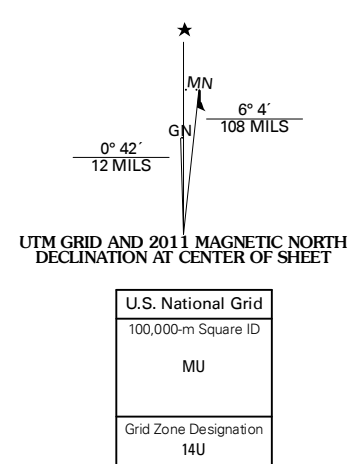 MN
GN
6° 4´
108 MILS
0° 42´
12 MILS
UTM GRID AND 2011 MAGNETIC NORTH
DECLINATION AT CENTER OF SHEET
U.S. National Grid
100,000-m Square ID
MU
Grid Zone Designation
14U